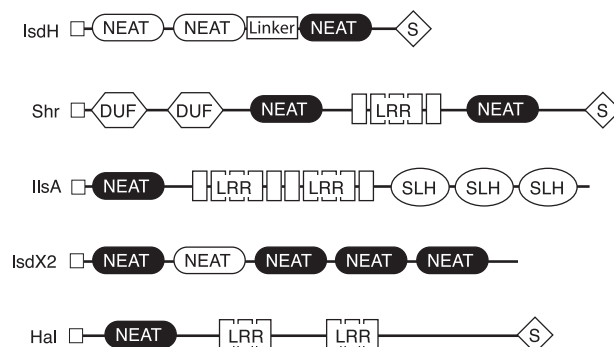 IsdH NEAT NEAT Linker NEAT S
Shr DUF DUF NEAT LRR NEAT S
IlsA NEAT LRR LRR SLH SLH SLH
IsdX2 NEAT NEAT NEAT NEAT NEAT
Hal NEAT LRR LRR S